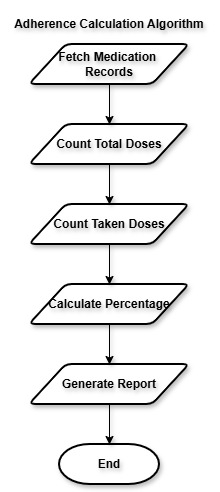 Adherence Calculation Algorithm
Fetch Medication
Records
Count Total Doses
Count Taken Doses
Calculate Percentage
Generate Report
End